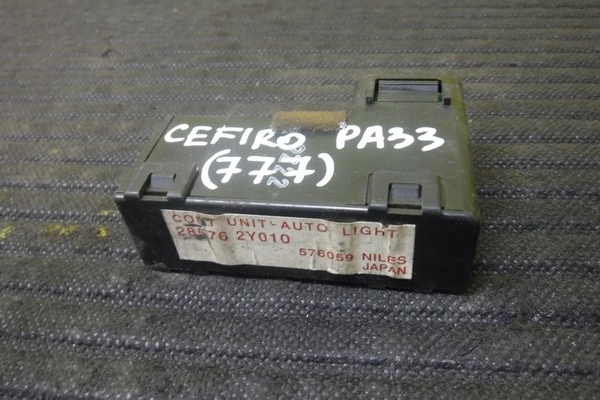 CEFIRO PA33
(777)
CONT UNIT-AUTO LIGHT
28576 2Y010
576059 NILES
JAPAN